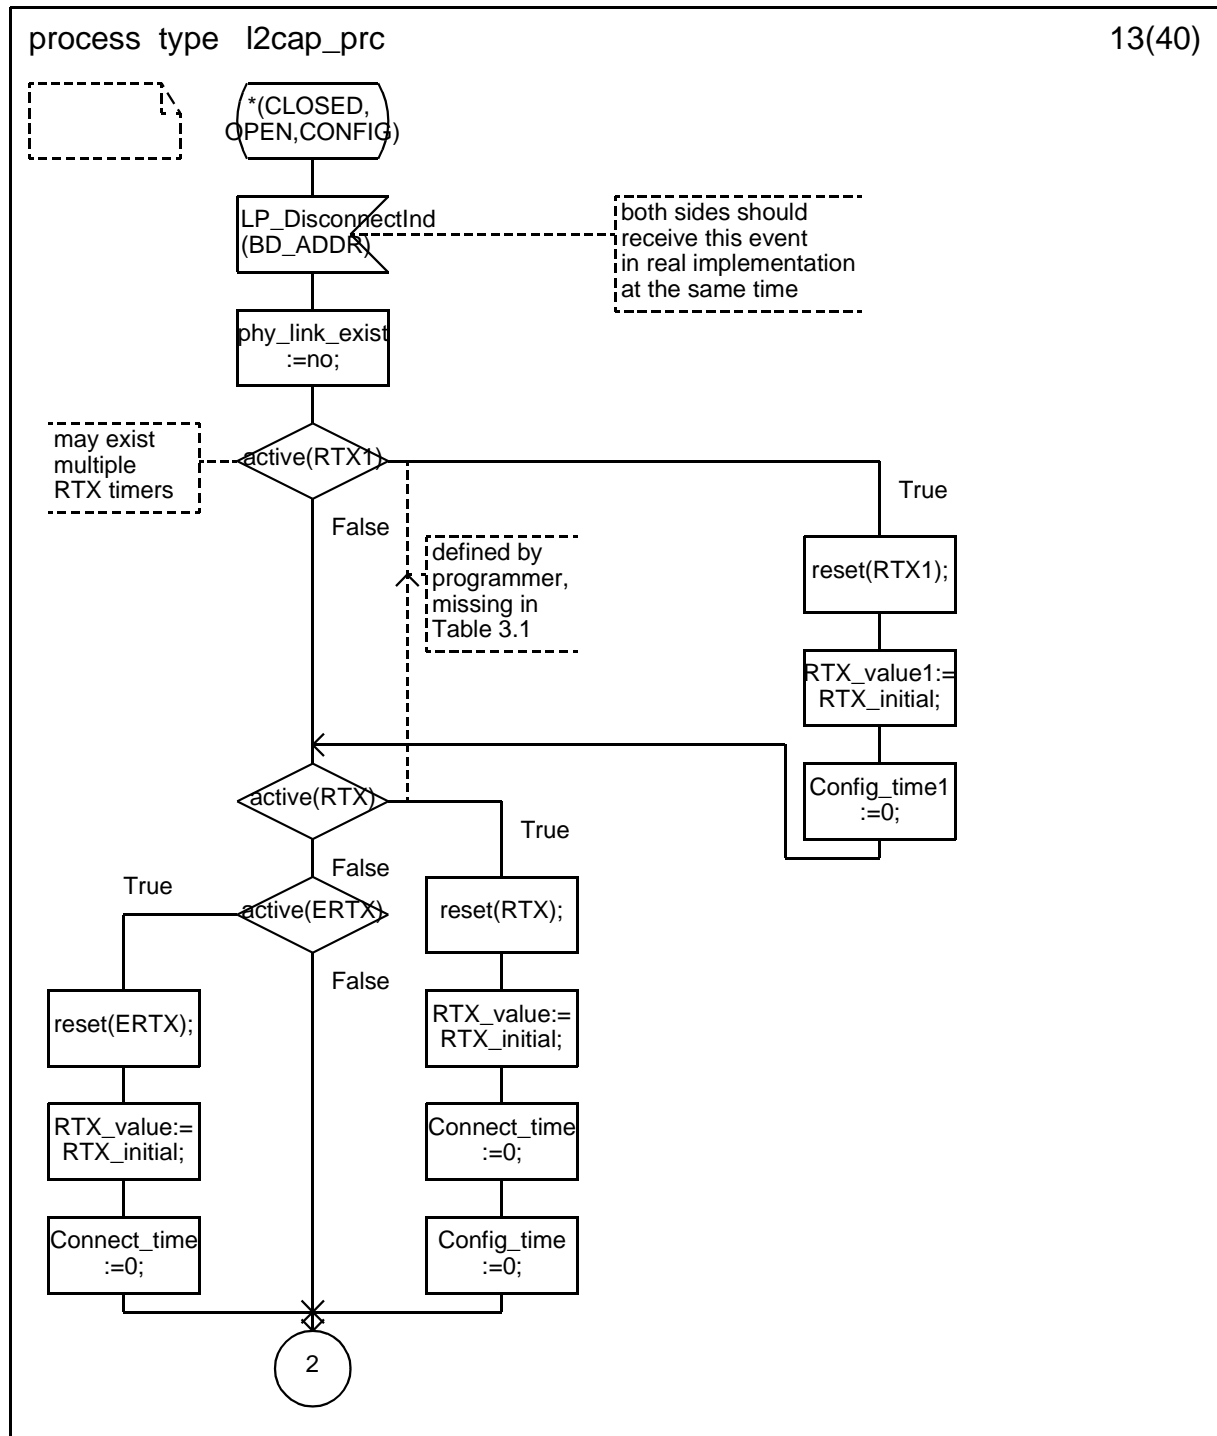 process type l2cap_prc
13(40)
*(CLOSED,
OPEN,CONFIG)
LP_DisconnectInd
(BD_ADDR)
both sides should
receive this event
in real implementation
at the same time
phy_link_exist
:=no;
may exist
multiple
RTX timers
active(RTX1)
True
False
defined by
programmer,
missing in
Table 3.1
reset(RTX1);
RTX_value1:=
RTX_initial;
Config_time1
:=0;
active(RTX)
True
False
True
active(ERTX)
reset(RTX);
False
reset(ERTX);
RTX_value:=
RTX_initial;
RTX_value:=
RTX_initial;
Connect_time
:=0;
Connect_time
:=0;
Config_time
:=0;
2